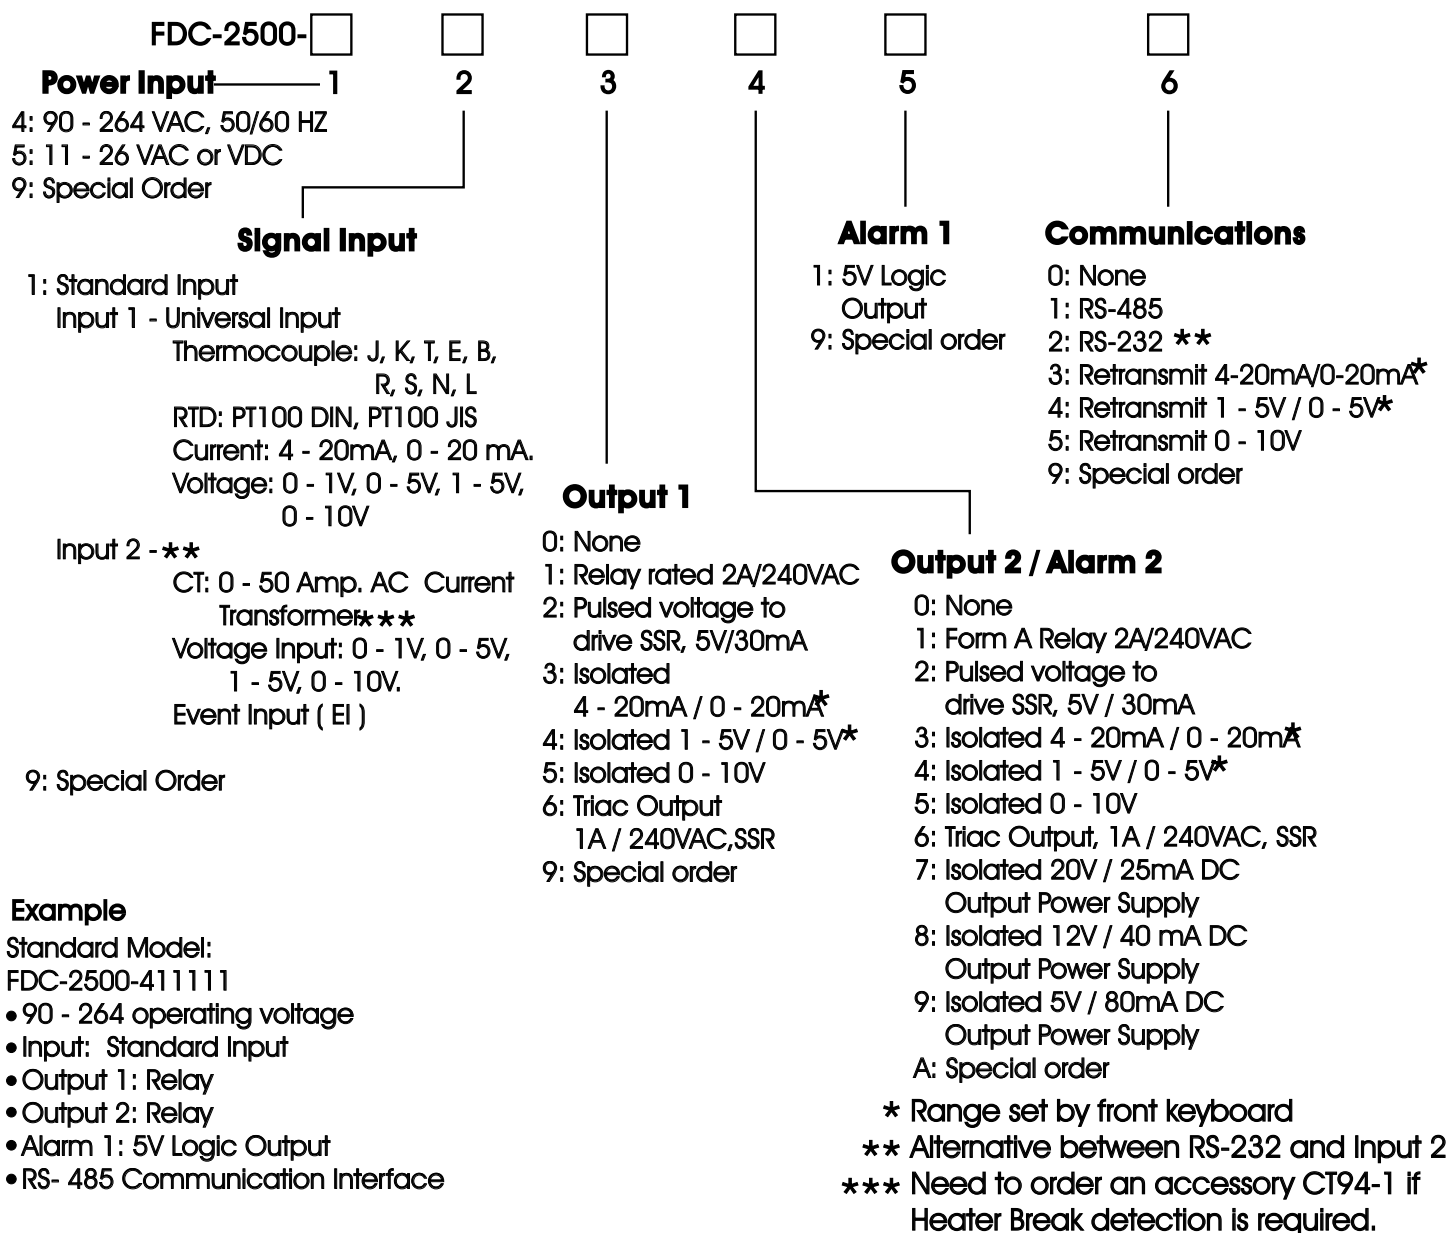 FDC-2500-
Power Input 1 2 3 4 5 6
4: 90 - 264 VAC, 50/60 HZ
5: 11 - 26 VAC or VDC
9: Special Order
Signal Input
1: Standard Input
Input 1 - Universal Input
Thermocouple: J, K, T, E, B,
R, S, N, L
RTD: PT100 DIN, PT100 JIS
Current: 4 - 20mA, 0 - 20 mA.
Voltage: 0 - 1V, 0 - 5V, 1 - 5V,
0 - 10V
Input 2 - **
CT: 0 - 50 Amp. AC Current
Transformer***
Voltage Input: 0 - 1V, 0 - 5V,
1 - 5V, 0 - 10V.
Event Input ( EI )
9: Special Order
Output 1
0: None
1: Relay rated 2A/240VAC
2: Pulsed voltage to
drive SSR, 5V/30mA
3: Isolated
4 - 20mA / 0 - 20mA*
4: Isolated 1 - 5V / 0 - 5V*
5: Isolated 0 - 10V
6: Triac Output
1A / 240VAC,SSR
9: Special order
Output 2 / Alarm 2
0: None
1: Form A Relay 2A/240VAC
2: Pulsed voltage to
drive SSR, 5V / 30mA
3: Isolated 4 - 20mA / 0 - 20mA*
4: Isolated 1 - 5V / 0 - 5V*
5: Isolated 0 - 10V
6: Triac Output, 1A / 240VAC, SSR
7: Isolated 20V / 25mA DC
Output Power Supply
8: Isolated 12V / 40 mA DC
Output Power Supply
9: Isolated 5V / 80mA DC
Output Power Supply
A: Special order
Alarm 1
1: 5V Logic
Output
9: Special order
Communications
0: None
1: RS-485
2: RS-232 **
3: Retransmit 4-20mA/0-20mA*
4: Retransmit 1 - 5V / 0 - 5V*
5: Retransmit 0 - 10V
9: Special order
Example
Standard Model:
FDC-2500-411111
• 90 - 264 operating voltage
• Input: Standard Input
• Output 1: Relay
• Output 2: Relay
• Alarm 1: 5V Logic Output
• RS- 485 Communication Interface
* Range set by front keyboard
** Alternative between RS-232 and Input 2
*** Need to order an accessory CT94-1 if
Heater Break detection is required.